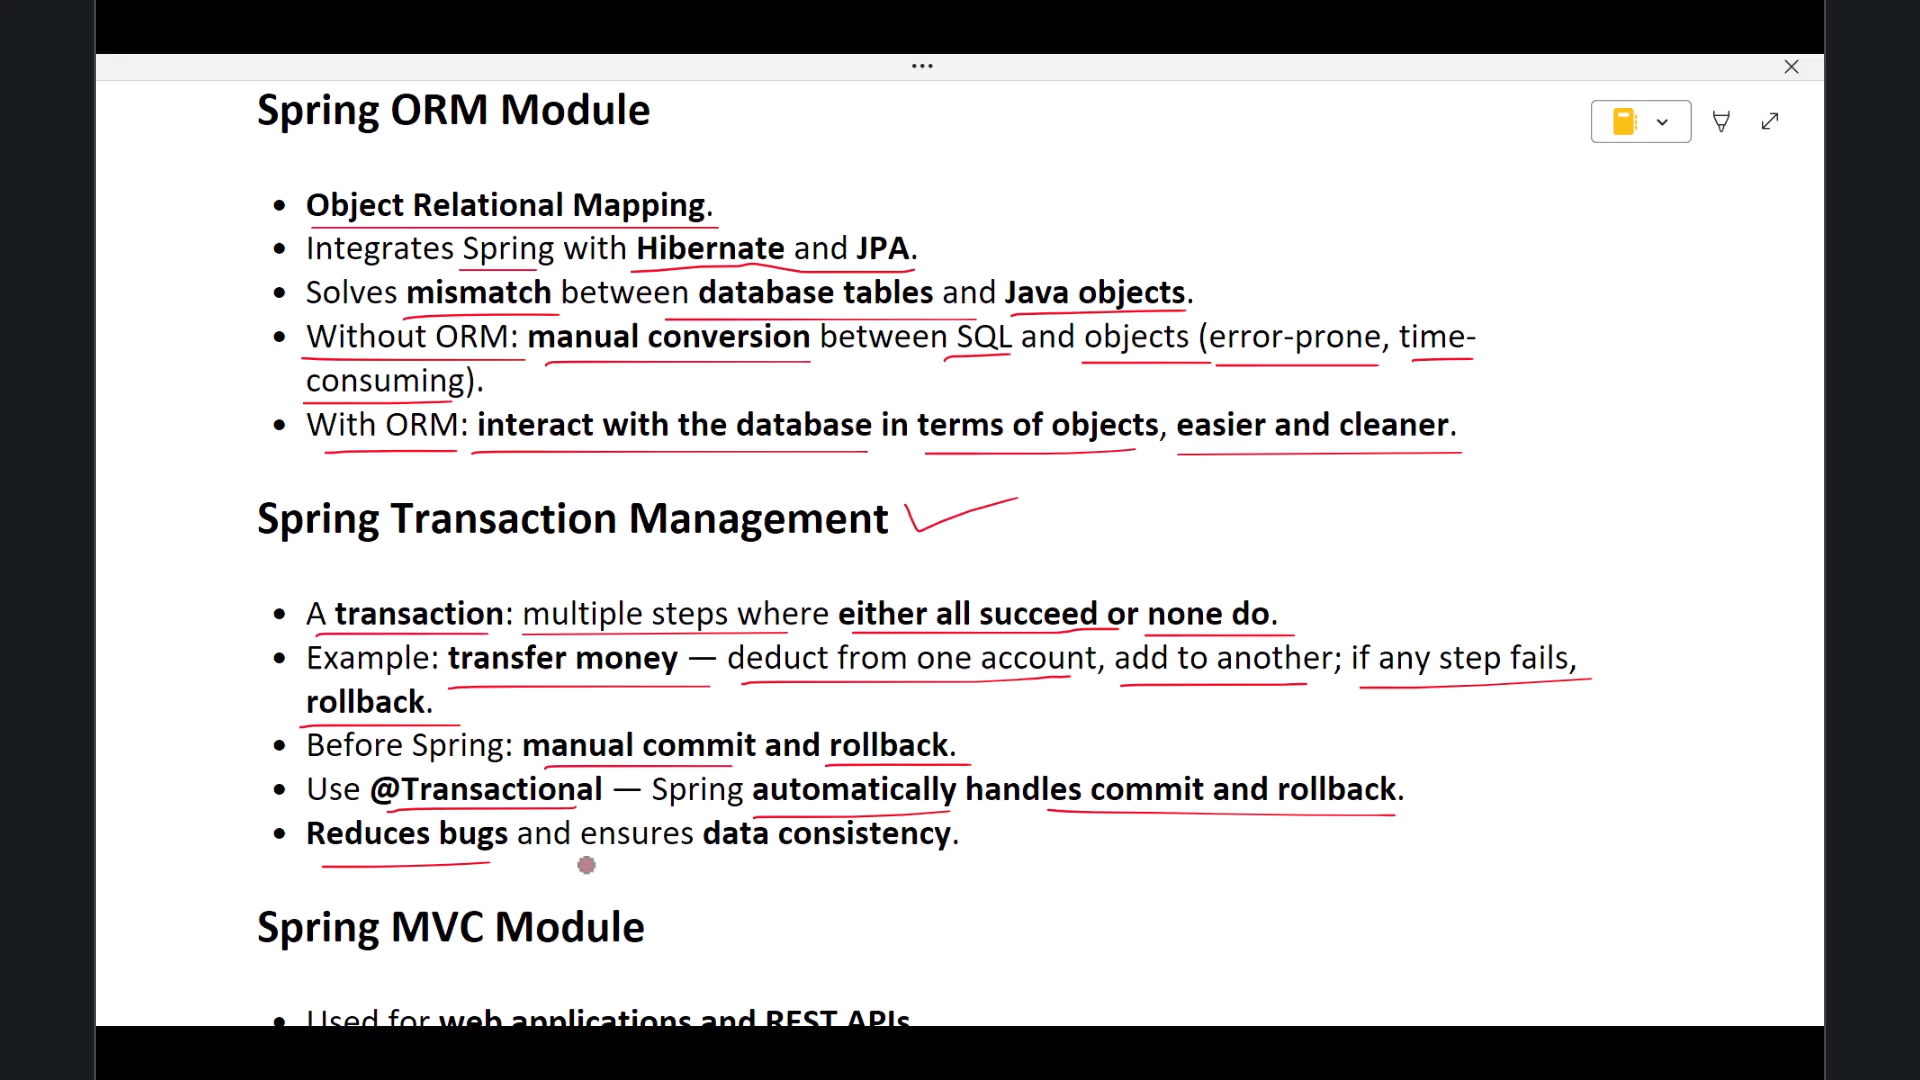 Spring ORM Module
• Object Relational Mapping.
• Integrates Spring with Hibernate and JPA.
• Solves mismatch between database tables and Java objects.
• Without ORM: manual conversion between SQL and objects (error-prone, time-
consuming).
• With ORM: interact with the database in terms of objects, easier and cleaner.
Spring Transaction Management
• A transaction: multiple steps where either all succeed or none do.
• Example: transfer money — deduct from one account, add to another; if any step fails,
rollback.
• Before Spring: manual commit and rollback.
• Use @Transactional — Spring automatically handles commit and rollback.
• Reduces bugs and ensures data consistency.
Spring MVC Module
• Used for web applications and REST APIs